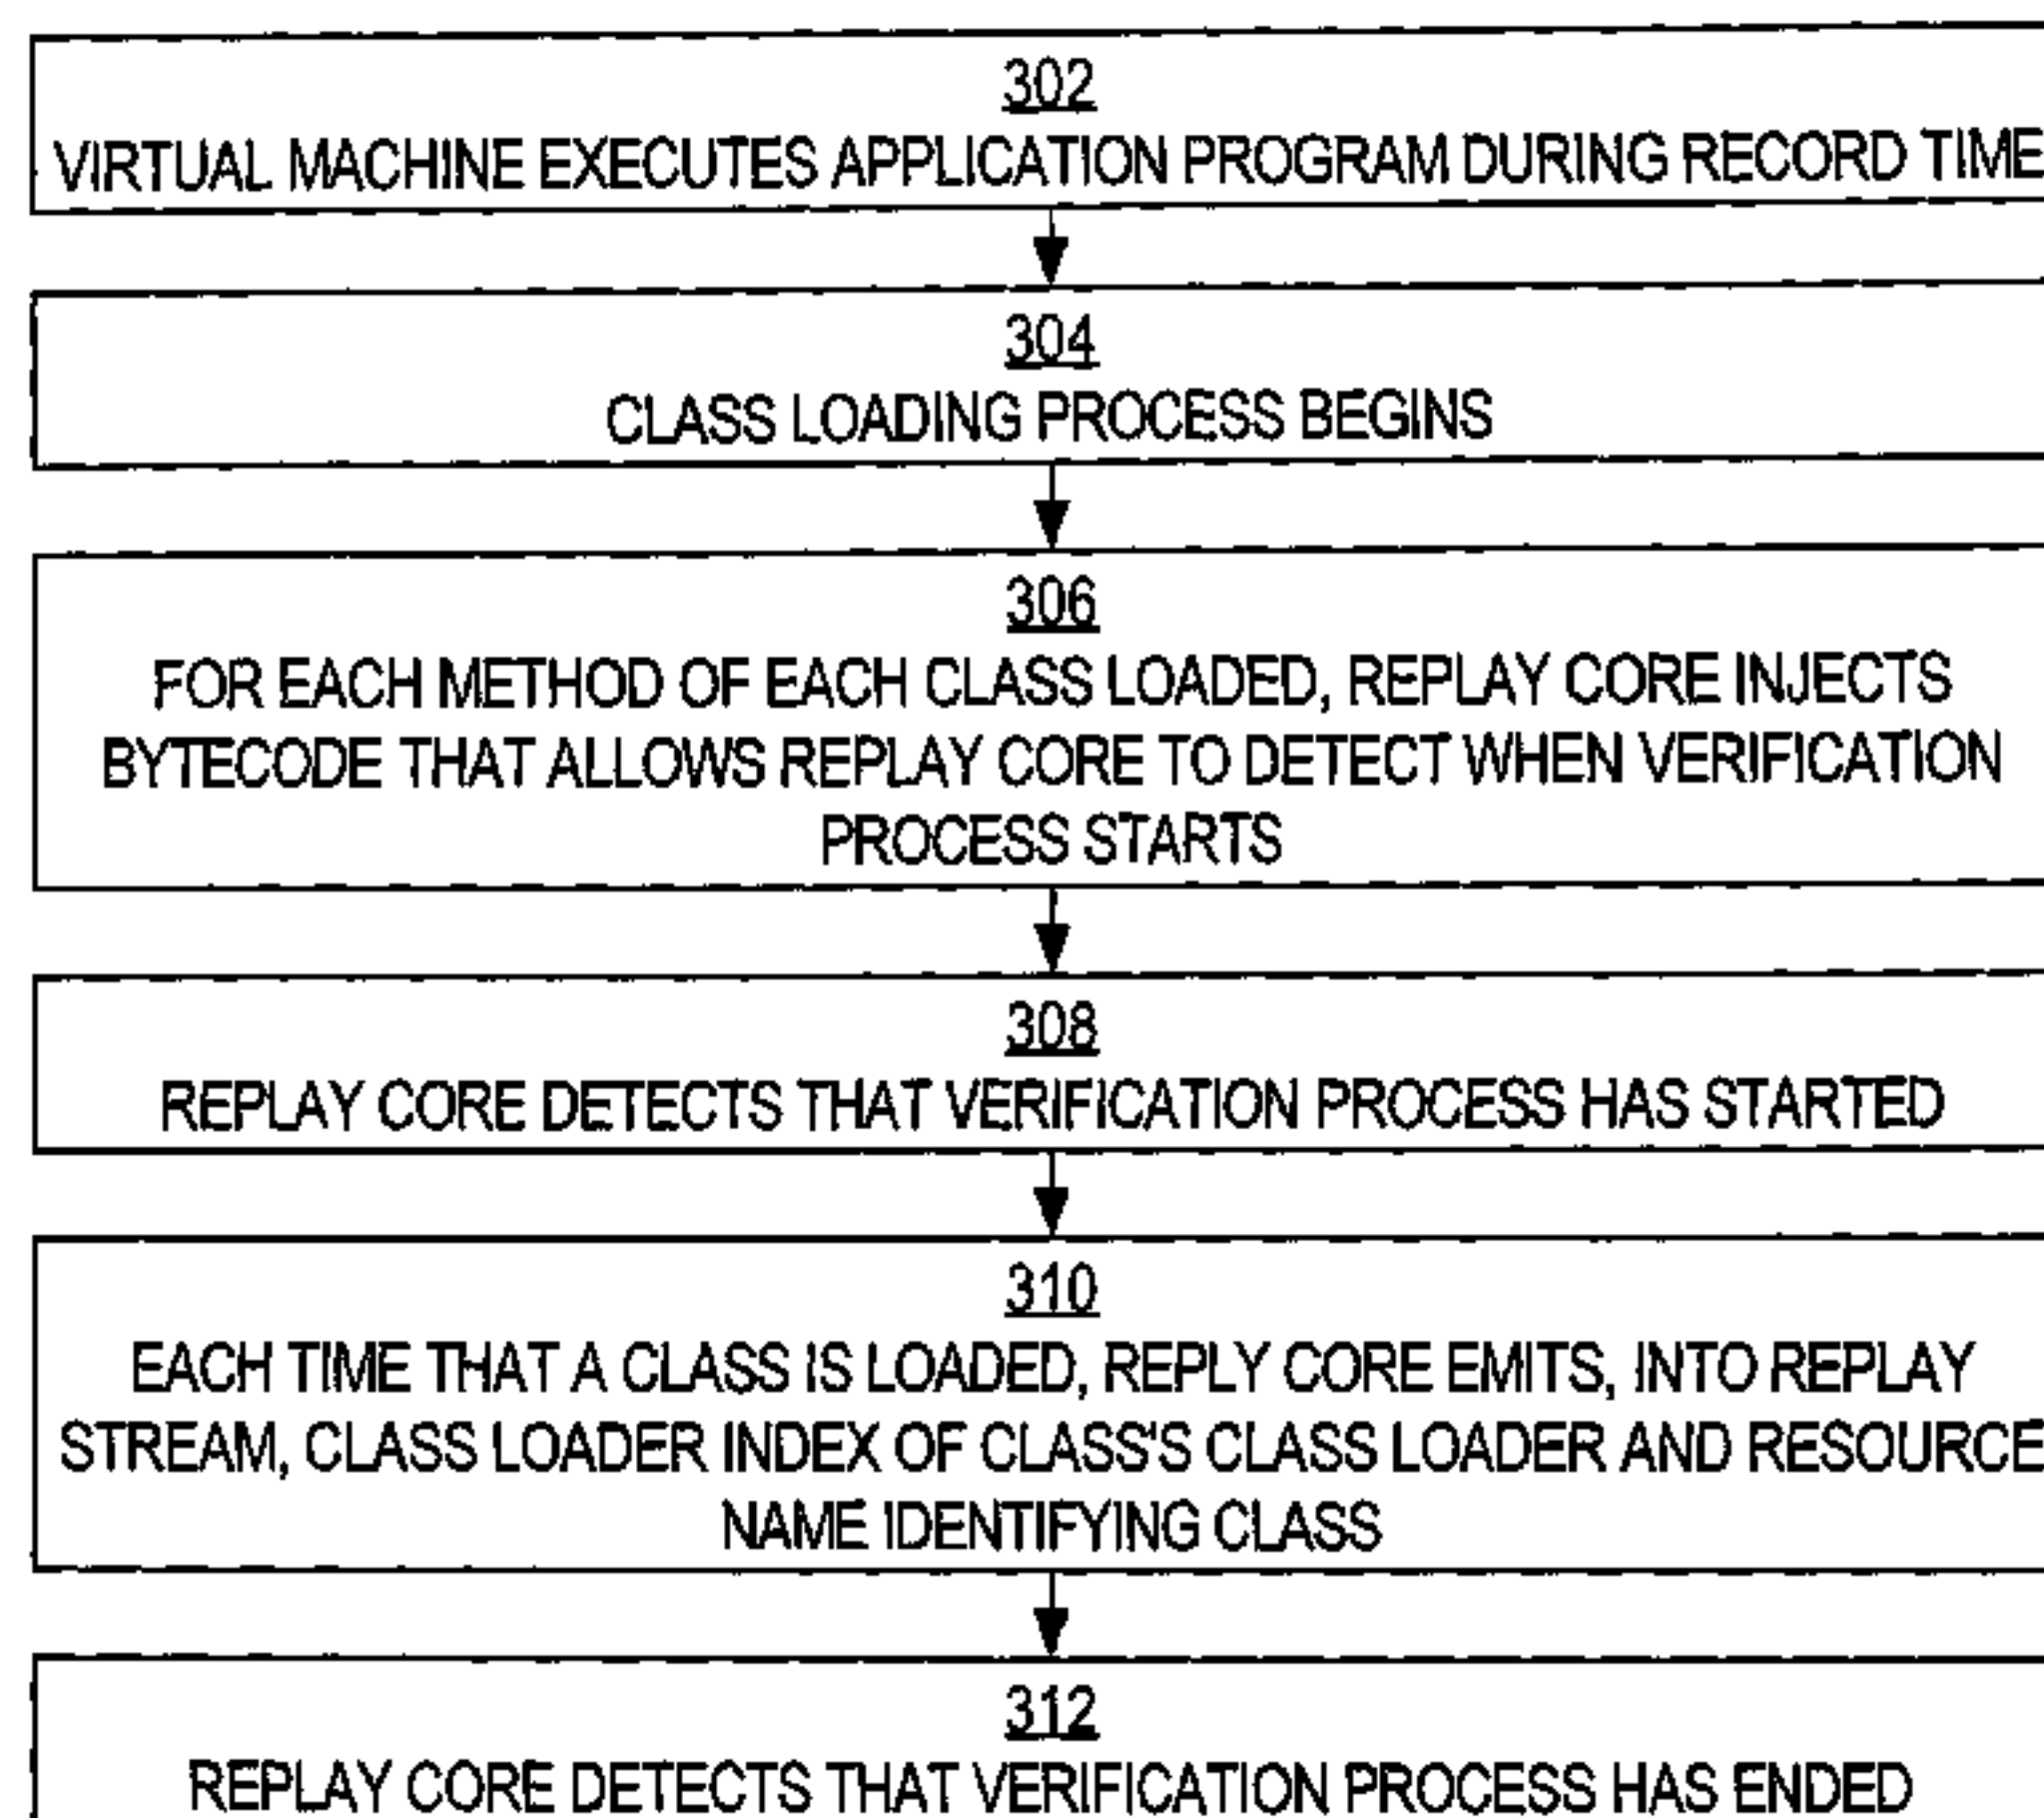 302
VIRTUAL MACHINE EXECUTES APPLICATION PROGRAM DURING RECORD TIME
304
CLASS LOADING PROCESS BEGINS
306
FOR EACH METHOD OF EACH CLASS LOADED, REPLAY CORE INJECTS
BYTECODE THAT ALLOWS REPLAY CORE TO DETECT WHEN VERIFICATION
PROCESS STARTS
308
REPLAY CORE DETECTS THAT VERIFICATION PROCESS HAS STARTED
310
EACH TIME THAT A CLASS IS LOADED, REPLY CORE EMITS, INTO REPLAY
STREAM, CLASS LOADER INDEX OF CLASS'S CLASS LOADER AND RESOURCE
NAME IDENTIFYING CLASS
312
REPLAY CORE DETECTS THAT VERIFICATION PROCESS HAS ENDED